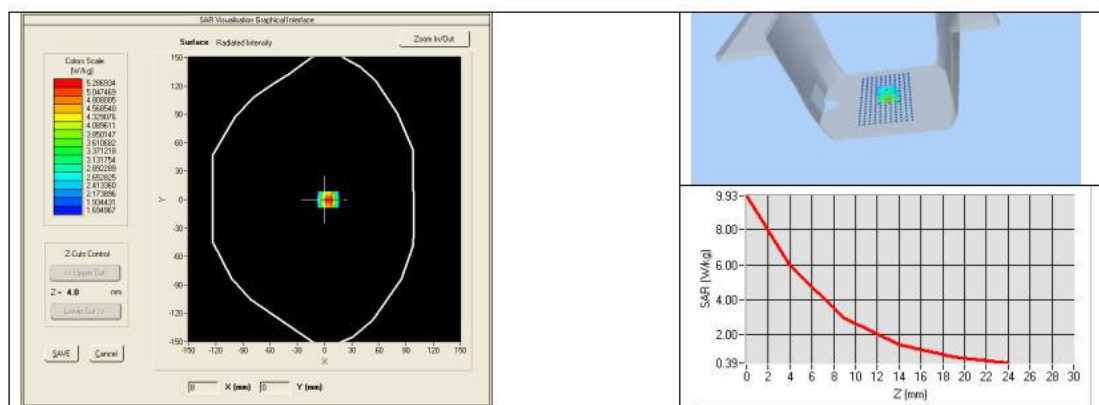 SAR Visualisation Graphical Interface
Surface Radiated Intensity
Zoom In/Out
Colors Scale
(W/kg)
5.286934
5.047469
4.808005
4.568540
4.329076
4.089611
3.850147
3.610682
3.371218
3.131754
2.892289
2.652825
2.413360
2.173896
1.934431
1.694967
Z-Cuts Control
<< Upper Cut
Z = 4.0 mm
Lower Cut >>
SAVE Cancel
150
120
90
60
30
Y 0
-30
-60
-90
-120
-150
-150 -120 -90 -60 -30 0 30 60 90 120 150
X
X (mm) 0 Y (mm)
9.93
8.00
6.00
4.00
2.00
0.39
SAR (W/kg)
0 2 4 6 8 10 12 14 16 18 20 22 24 26 28 30
Z (mm)